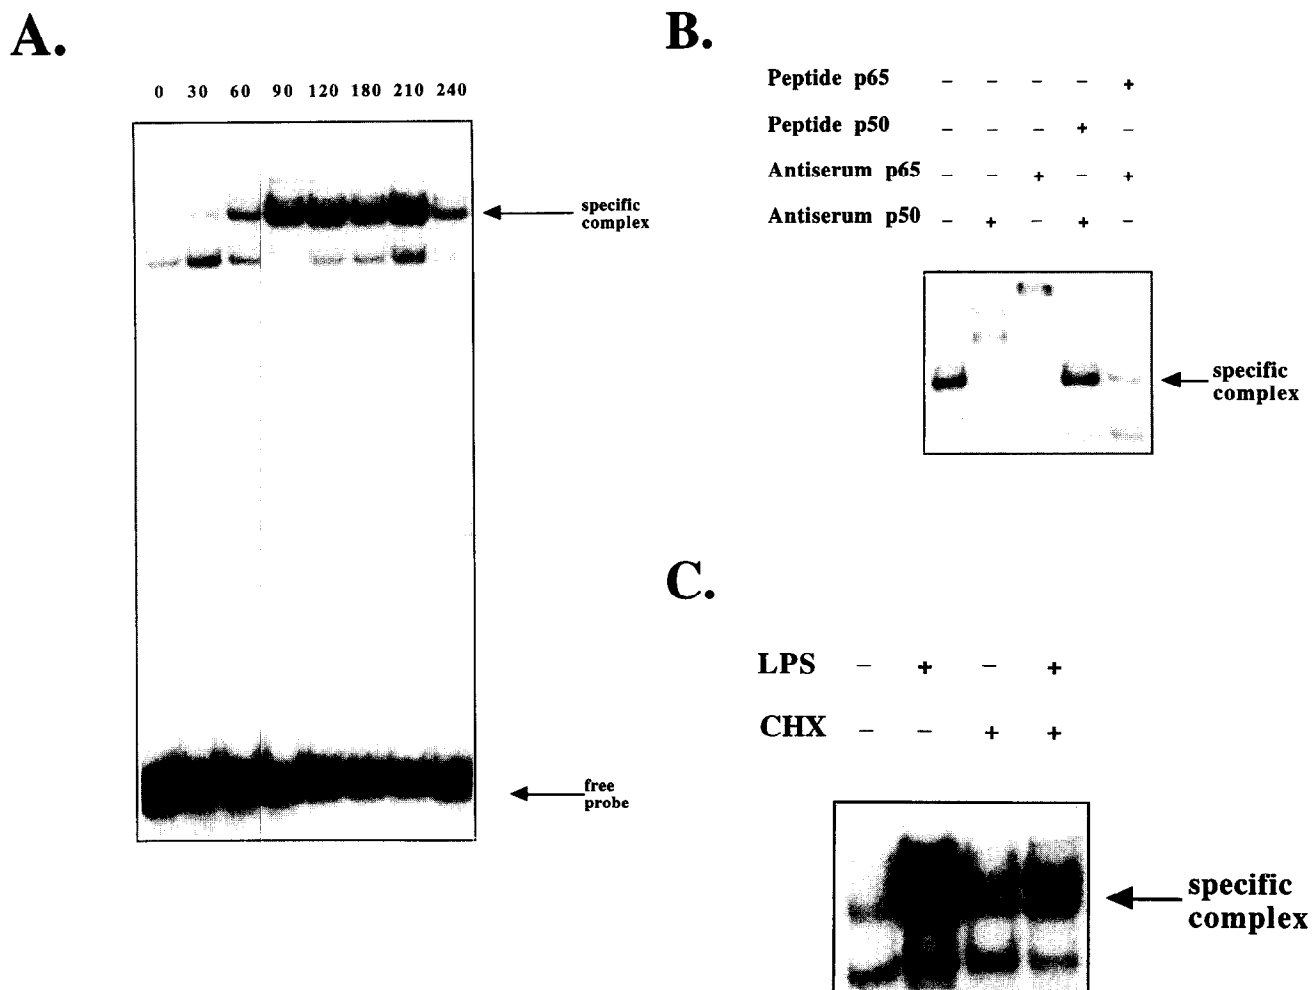 A.
0 30 60 90 120 180 210 240
specific
complex
free
probe
B.
Peptide p65 – – – – +
Peptide p50 – – – + –
Antiserum p65 – – + – +
Antiserum p50 – + – + –
specific
complex
C.
LPS – + – +
CHX – – + +
specific
complex